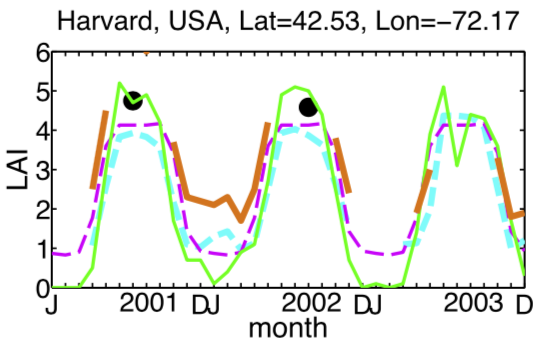 Harvard, USA, Lat=42.53, Lon=−72.17
6
5
4
3
2
1
0
LAI
J 2001 DJ 2002 DJ 2003 D
month